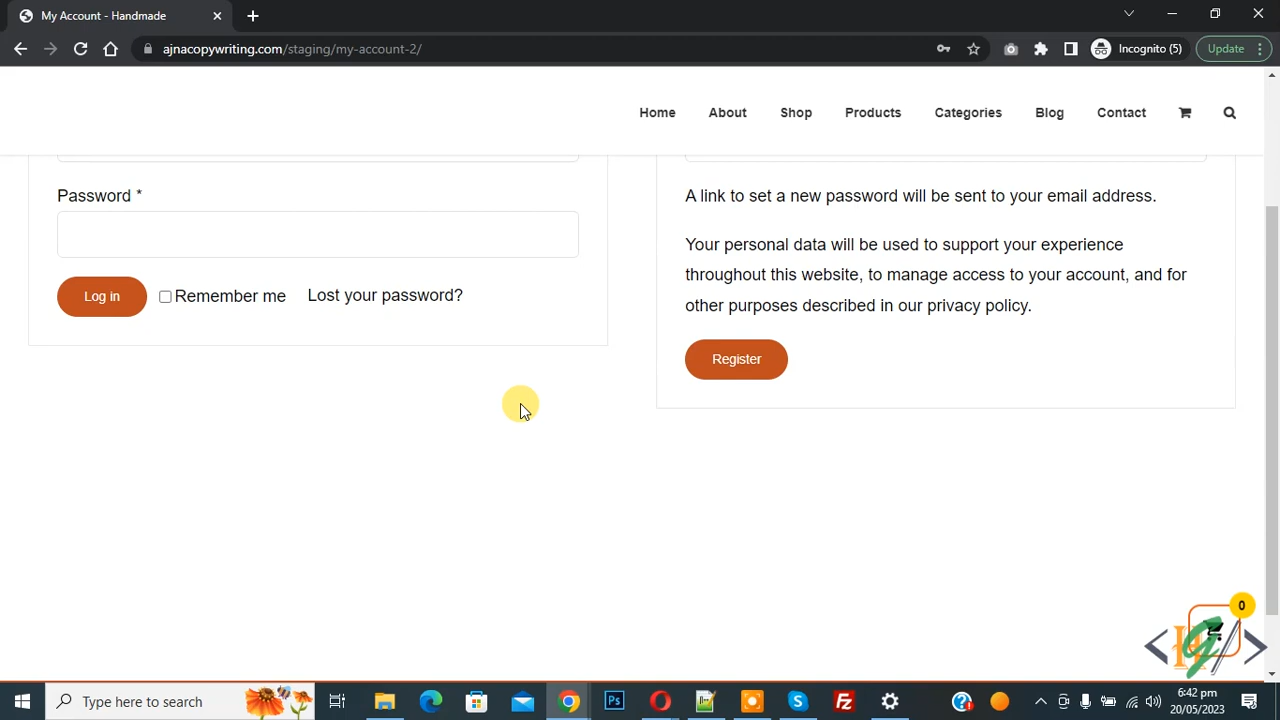 My Account - Handmade
ajnacopywriting.com/staging/my-account-2/
Incognito (5)
Update
Home
About
Shop
Products
Categories
Blog
Contact
Password *
Log in
Remember me
Lost your password?
A link to set a new password will be sent to your email address.
Your personal data will be used to support your experience
throughout this website, to manage access to your account, and for
other purposes described in our privacy policy.
Register
0
Type here to search
Ps
6:42 pm
20/05/2023